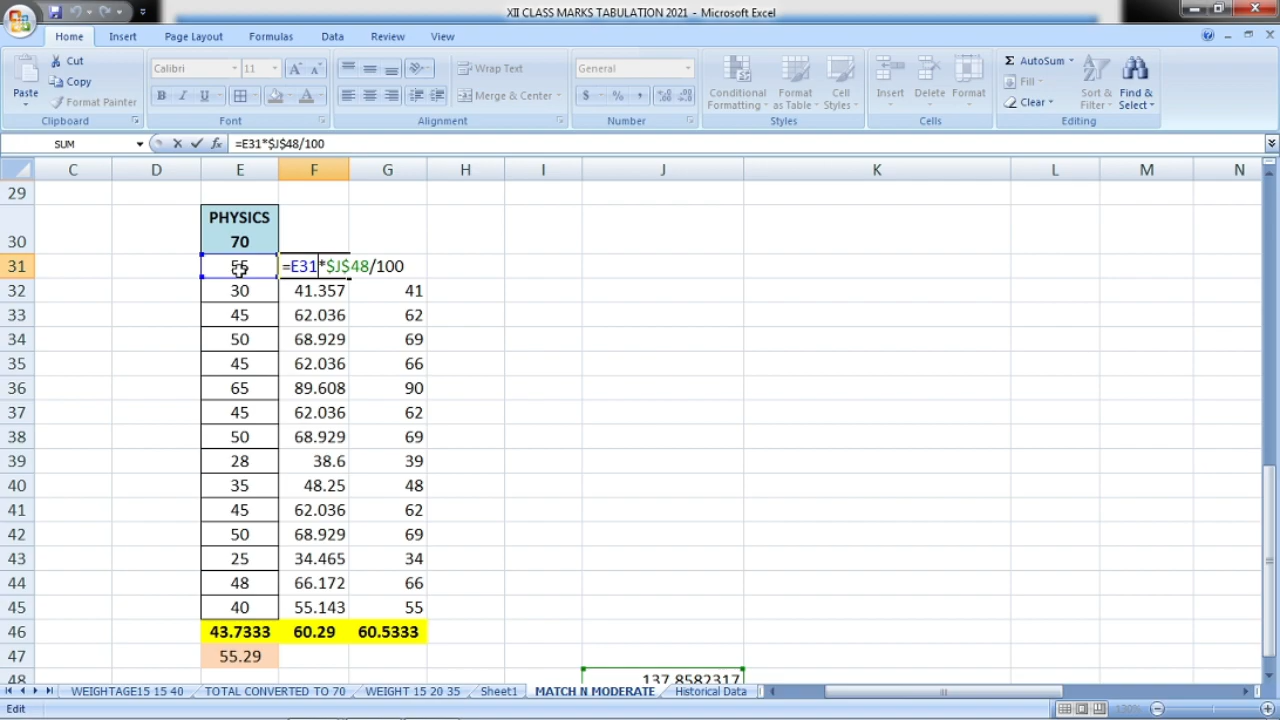 XII CLASS MARKS TABULATION 2021 - Microsoft Excel
Home Insert Page Layout Formulas Data Review View
Paste Cut Copy Format Painter Clipboard
Calibri 11 A A B I U A Font
Wrap Text Merge & Center Alignment
General $ % , Number
Conditional Formatting Format as Table Cell Styles Styles
Insert Delete Format Cells
Σ AutoSum Fill Clear Sort & Filter Find & Select Editing
SUM fx =E31*$J$48/100
C D E F G H I J K L M N
29
30 PHYSICS 70
31 =E31*$J$48/100
32 30 41.357 41
33 45 62.036 62
34 50 68.929 69
35 45 62.036 66
36 65 89.608 90
37 45 62.036 62
38 50 68.929 69
39 28 38.6 39
40 35 48.25 48
41 45 62.036 62
42 50 68.929 69
43 25 34.465 34
44 48 66.172 66
45 40 55.143 55
46 43.7333 60.29 60.5333
47 55.29
48 137.8582317
WEIGHTAGE15 15 40 TOTAL CONVERTED TO 70 WEIGHT 15 20 35 Sheet1 MATCH N MODERATE Historical Data
Edit 130%